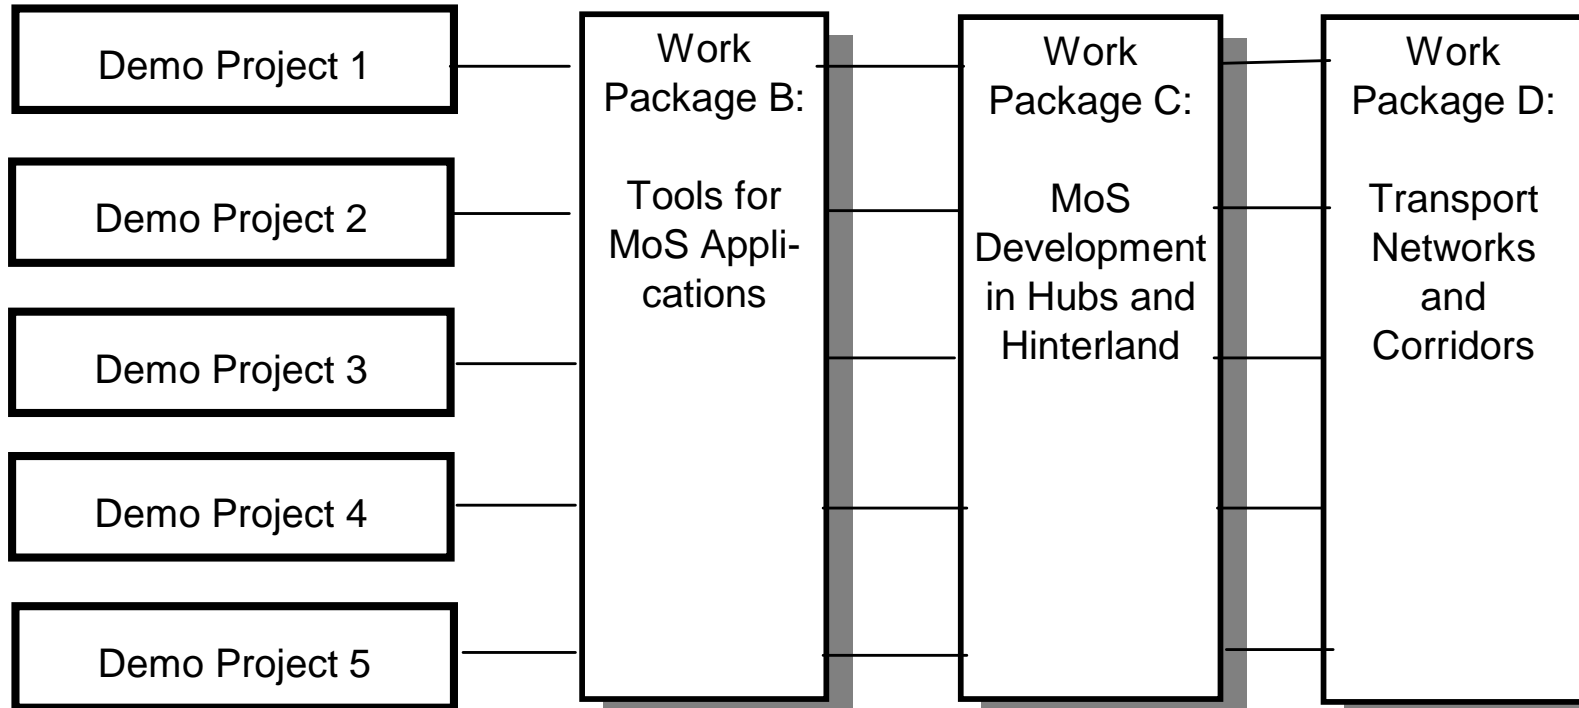 Demo Project 1
Demo Project 2
Demo Project 3
Demo Project 4
Demo Project 5
Work
Package B:
Tools for
MoS Appli-
cations
Work
Package C:
MoS
Development
in Hubs and
Hinterland
Work
Package D:
Transport
Networks
and
Corridors